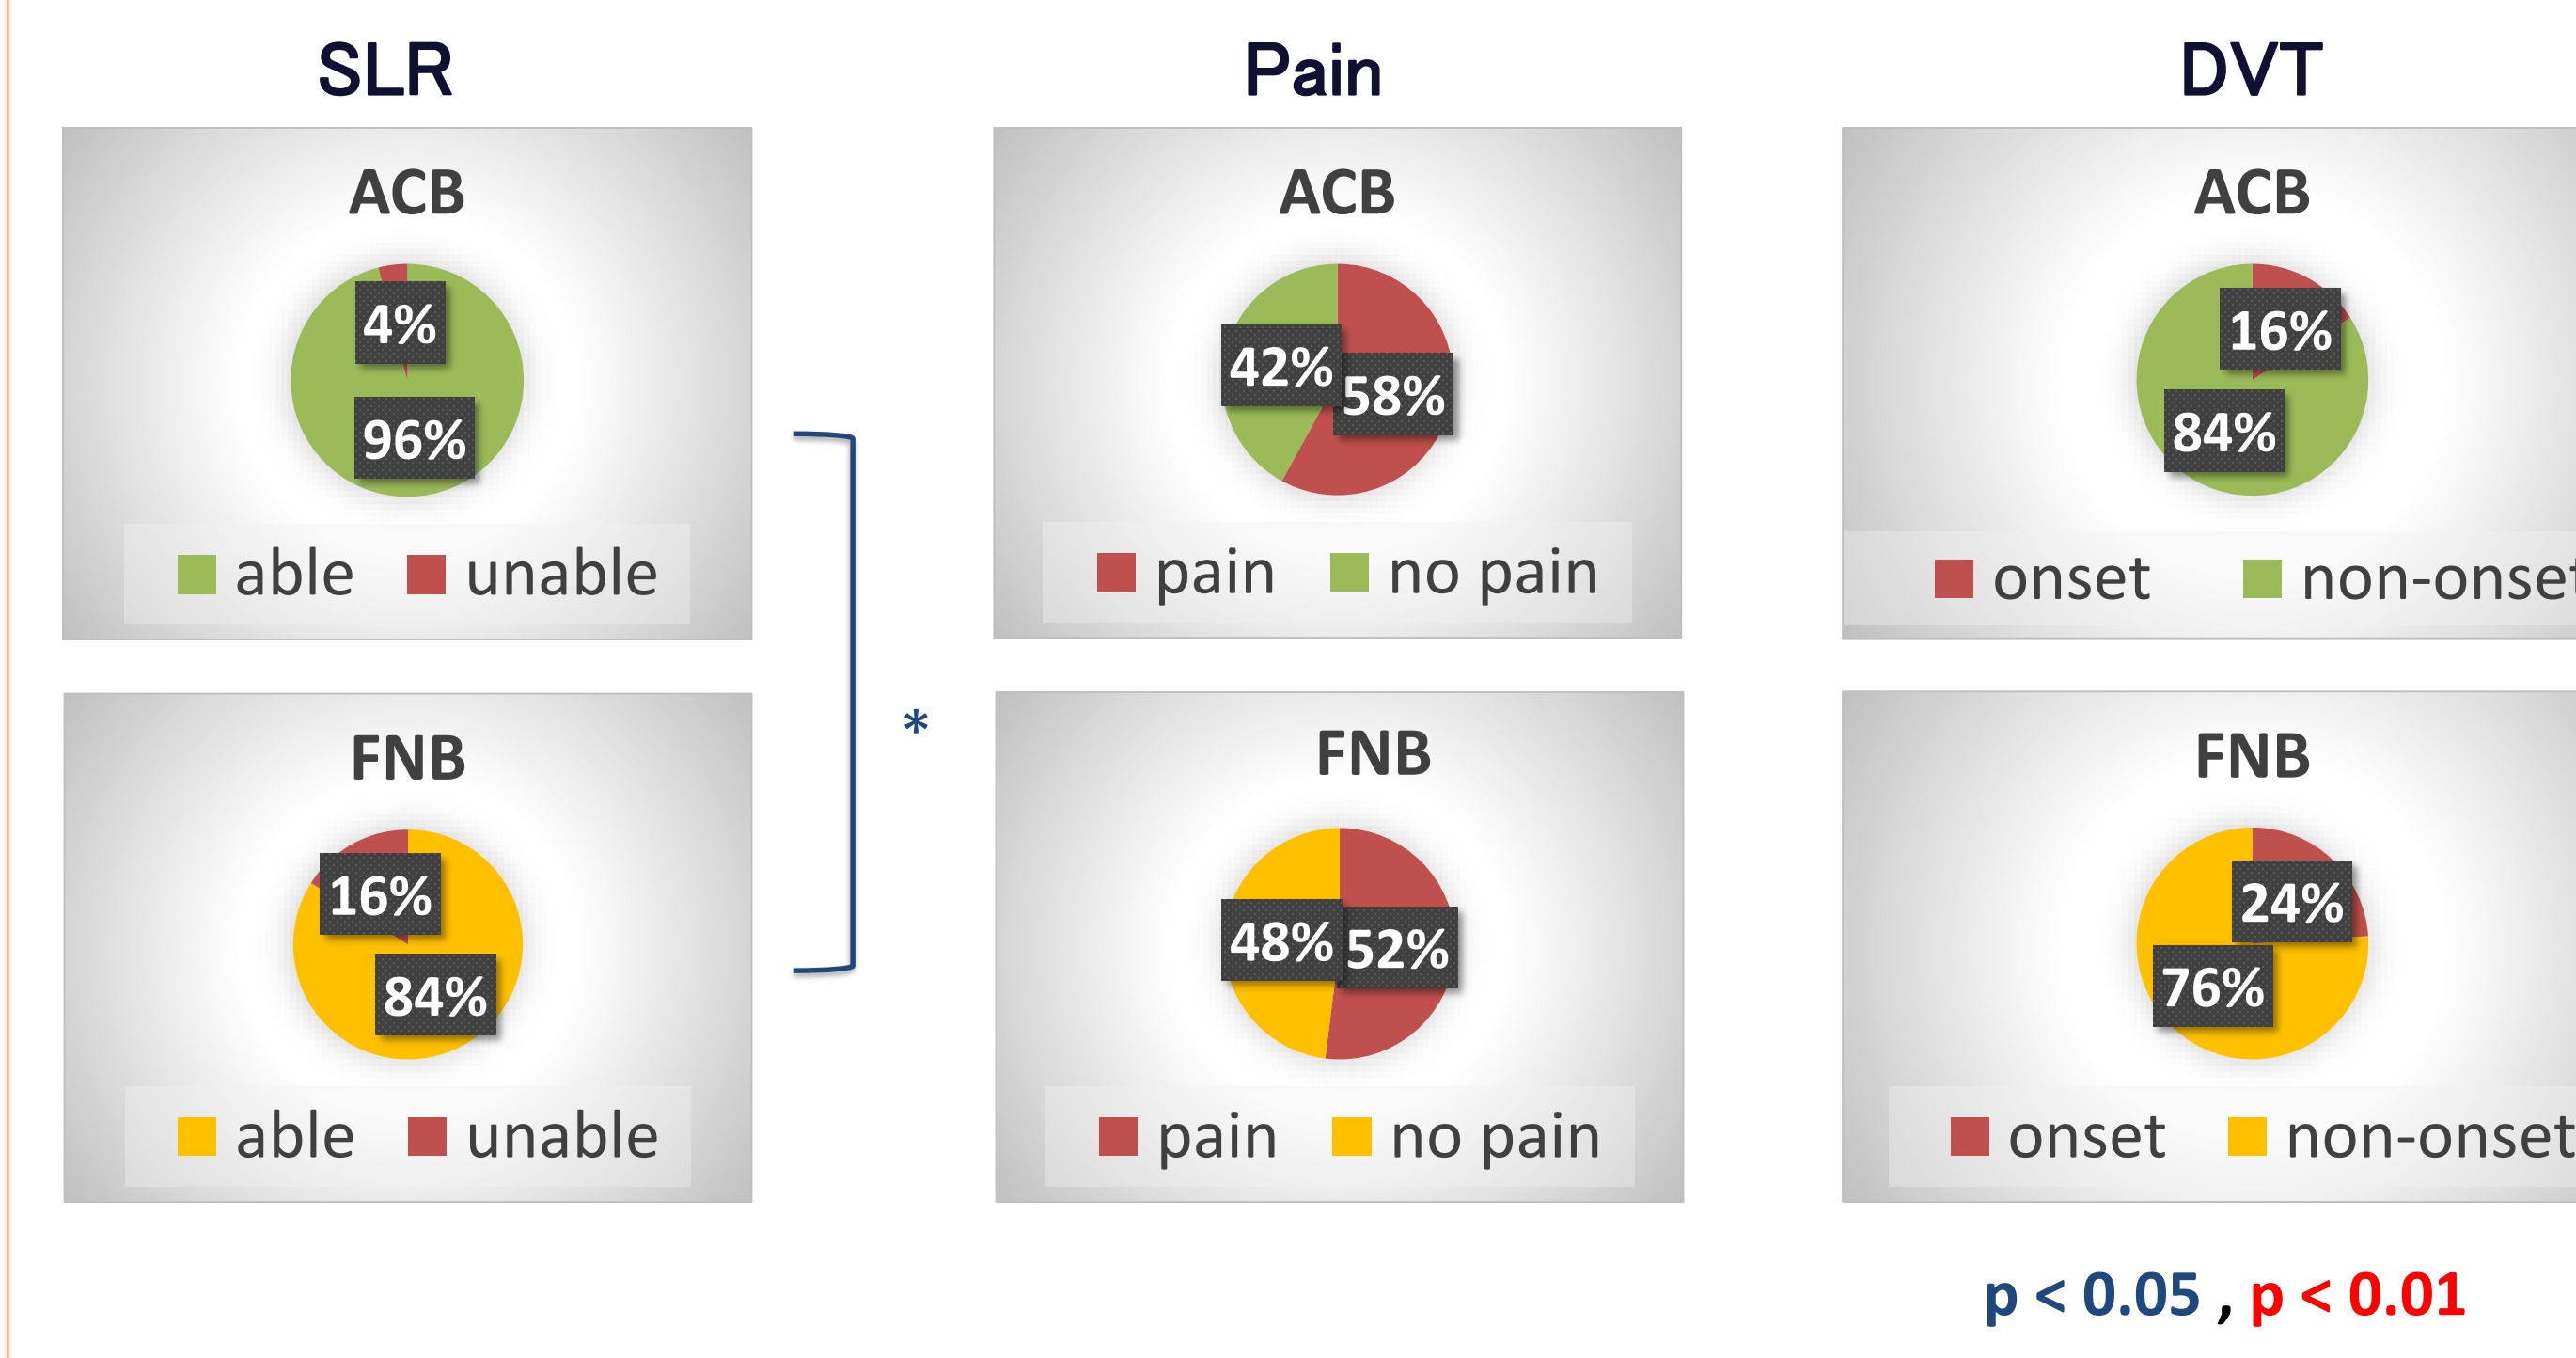 SLR
Pain
DVT
ACB
4%
96%
able unable
ACB
42%
58%
pain no pain
ACB
16%
84%
onset non-onset
*
FNB
16%
84%
able unable
FNB
48%
52%
pain no pain
FNB
24%
76%
onset non-onset
p < 0.05 , p < 0.01